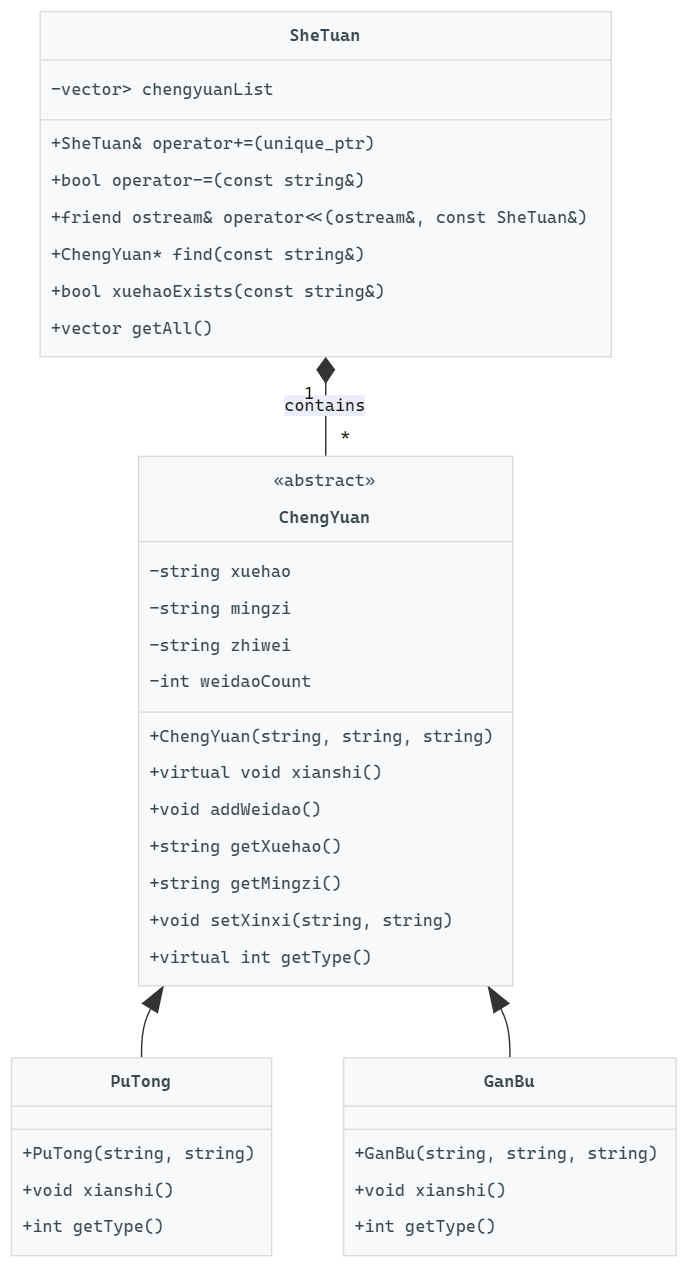 SheTuan
-vector> chengyuanList
+SheTuan& operator+=(unique_ptr)
+bool operator-=(const string&)
+friend ostream& operator<<(ostream&, const SheTuan&)
+ChengYuan* find(const string&)
+bool xuehaoExists(const string&)
+vector getAll()
1
contains
*
«abstract»
ChengYuan
-string xuehao
-string mingzi
-string zhiwei
-int weidaoCount
+ChengYuan(string, string, string)
+virtual void xianshi()
+void addWeidao()
+string getXuehao()
+string getMingzi()
+void setXinxi(string, string)
+virtual int getType()
PuTong
+PuTong(string, string)
+void xianshi()
+int getType()
GanBu
+GanBu(string, string, string)
+void xianshi()
+int getType()